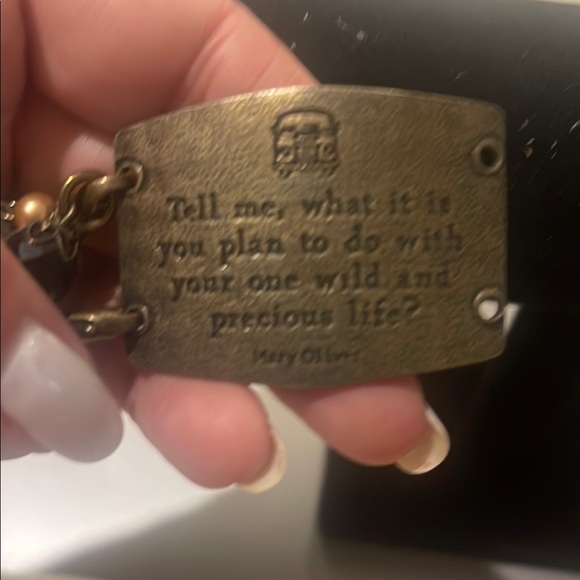 Tell me, what it is
you plan to do with
your one wild and
precious life?
Mary Oliver